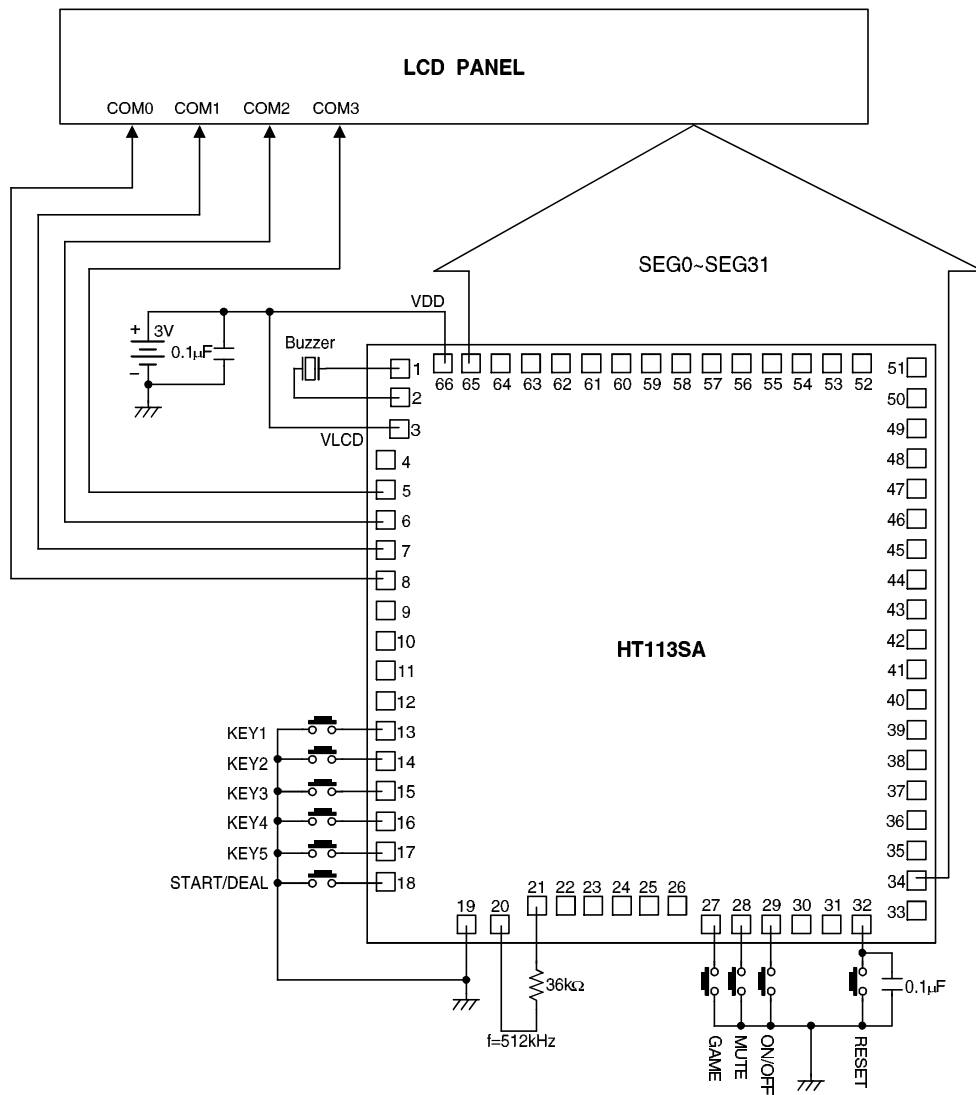 LCD PANEL
COM0 COM1 COM2 COM3
SEG0~SEG31
VDD
+ 3V
0.1µF
−
Buzzer
VLCD
1
2
3
4
5
6
7
8
9
10
11
12
13
14
15
16
17
18
66 65 64 63 62 61 60 59 58 57 56 55 54 53 52
51
50
49
48
47
46
45
44
43
42
41
40
39
38
37
36
35
34
33
HT113SA
KEY1
KEY2
KEY3
KEY4
KEY5
START/DEAL
19 20 21 22 23 24 25 26 27 28 29 30 31 32
36kΩ
f=512kHz
0.1µF
GAME
MUTE
ON/OFF
RESET